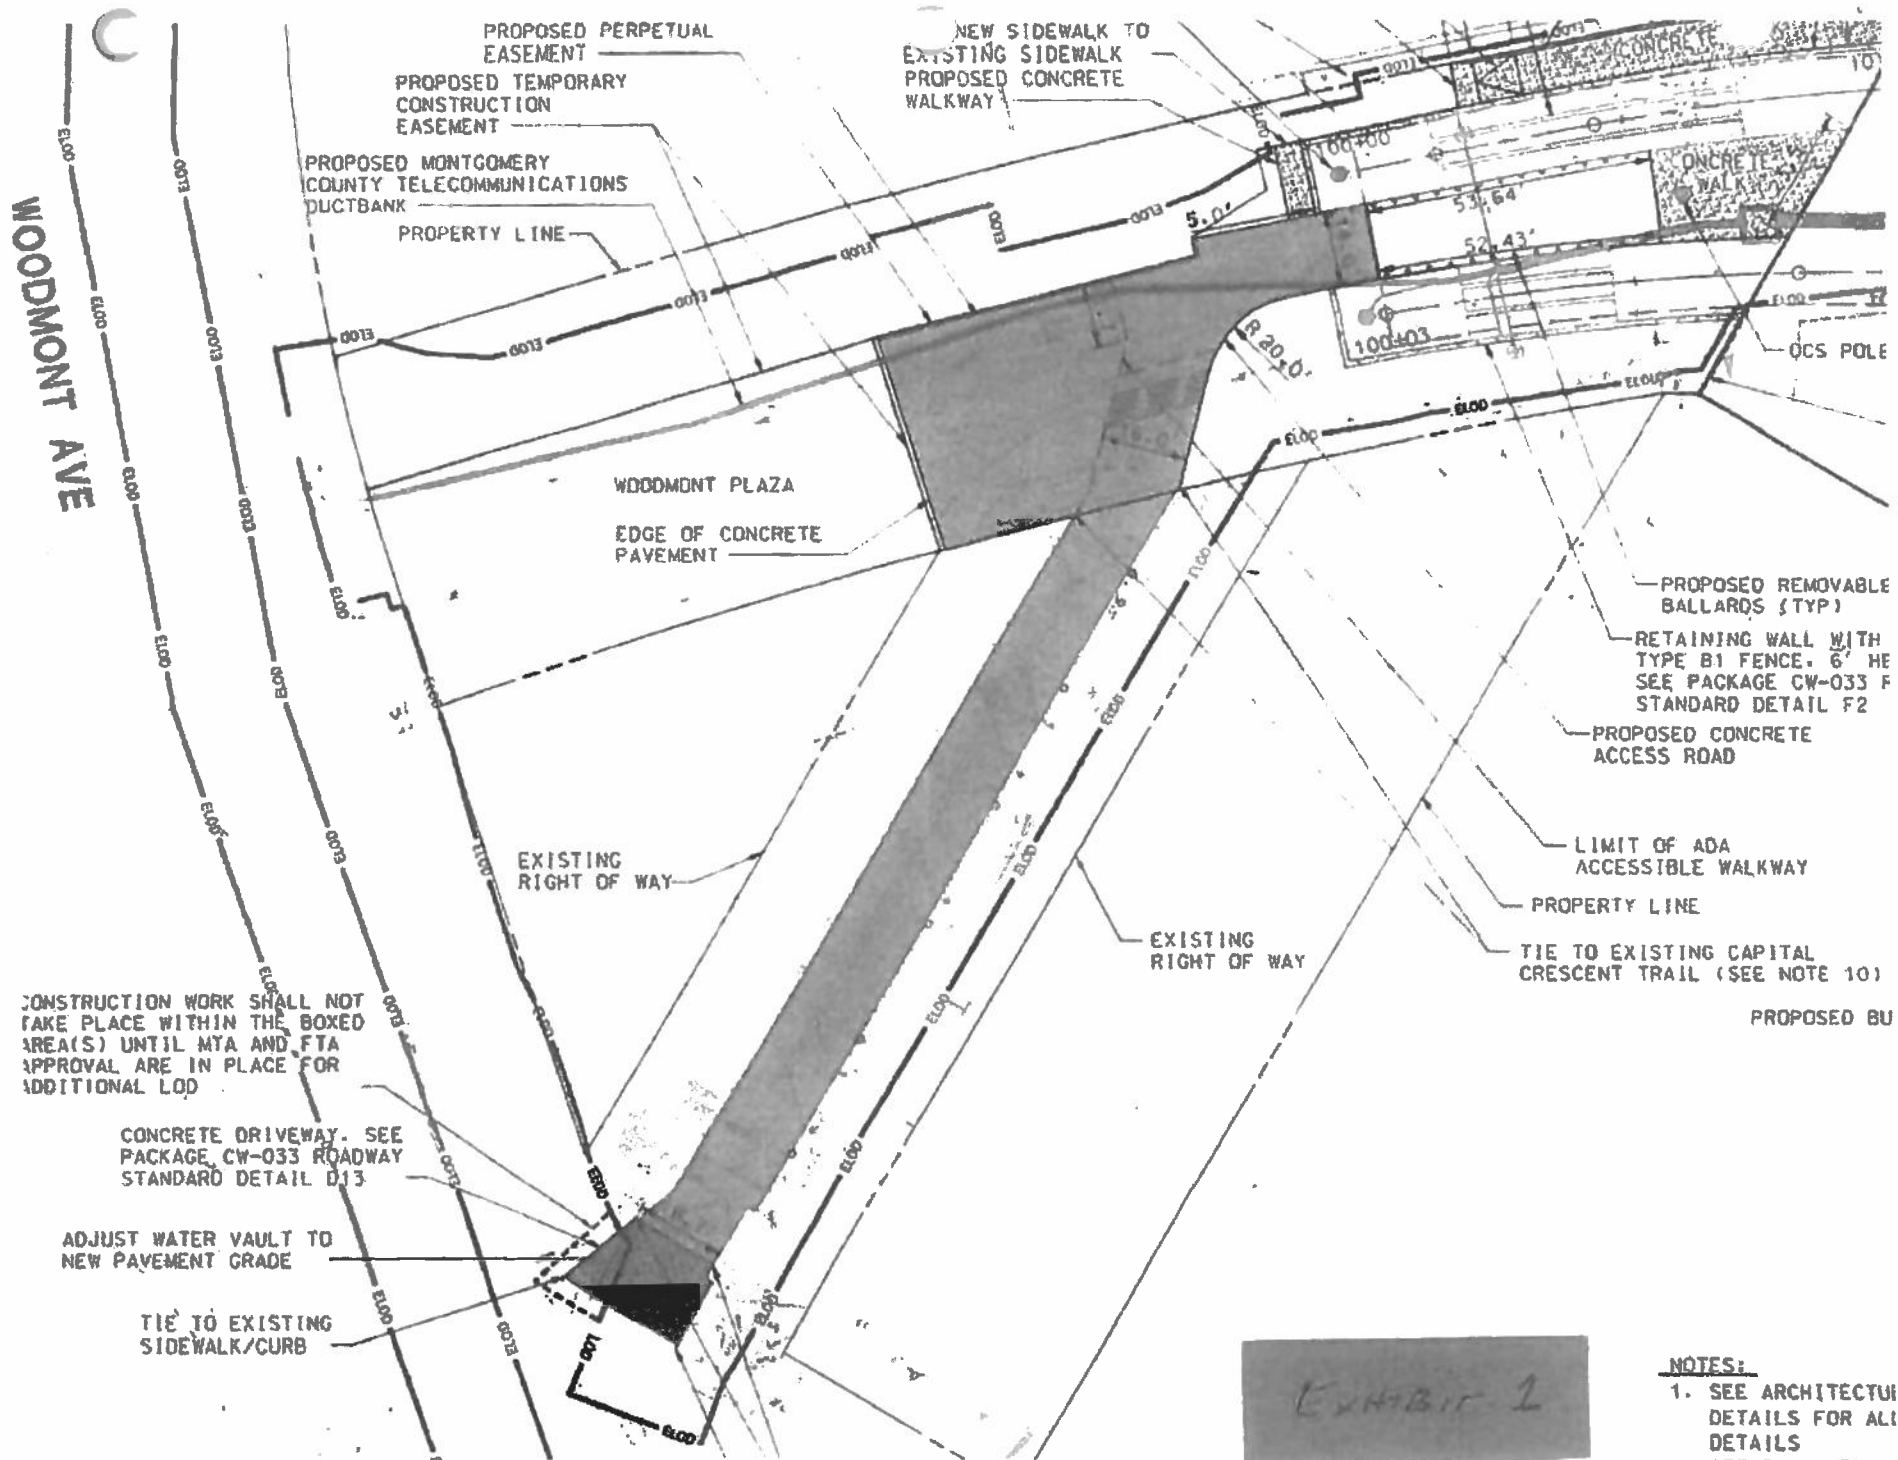 PROPOSED PERPETUAL
EASEMENT
PROPOSED TEMPORARY
CONSTRUCTION
EASEMENT
PROPOSED MONTGOMERY
COUNTY TELECOMMUNICATIONS
DUCTBANK
PROPERTY LINE
NEW SIDEWALK TO
EXISTING SIDEWALK
PROPOSED CONCRETE
WALKWAY
CONCRETE
10
100+00
CONCRETE
WALK
5.0'
53.64'
52.43'
100+03
R 20.0'
OCS POLE
WOODMONT AVE
WOODMONT PLAZA
EDGE OF CONCRETE
PAVEMENT
PROPOSED REMOVABLE
BALLARDS (TYP)
RETAINING WALL WITH
TYPE B1 FENCE. 6' HE
SEE PACKAGE CW-033 F
STANDARD DETAIL F2
PROPOSED CONCRETE
ACCESS ROAD
LIMIT OF ADA
ACCESSIBLE WALKWAY
PROPERTY LINE
TIE TO EXISTING CAPITAL
CRESCENT TRAIL (SEE NOTE 10)
PROPOSED BU
EXISTING
RIGHT OF WAY
EXISTING
RIGHT OF WAY
CONSTRUCTION WORK SHALL NOT
TAKE PLACE WITHIN THE BOXED
AREA(S) UNTIL MTA AND FTA
APPROVAL ARE IN PLACE FOR
ADDITIONAL LOD
CONCRETE DRIVEWAY. SEE
PACKAGE CW-033 ROADWAY
STANDARD DETAIL D13
ADJUST WATER VAULT TO
NEW PAVEMENT GRADE
TIE TO EXISTING
SIDEWALK/CURB
LOD
ELOD
EXHIBIT 1
NOTES:
1. SEE ARCHITECTU
DETAILS FOR ALL
DETAILS